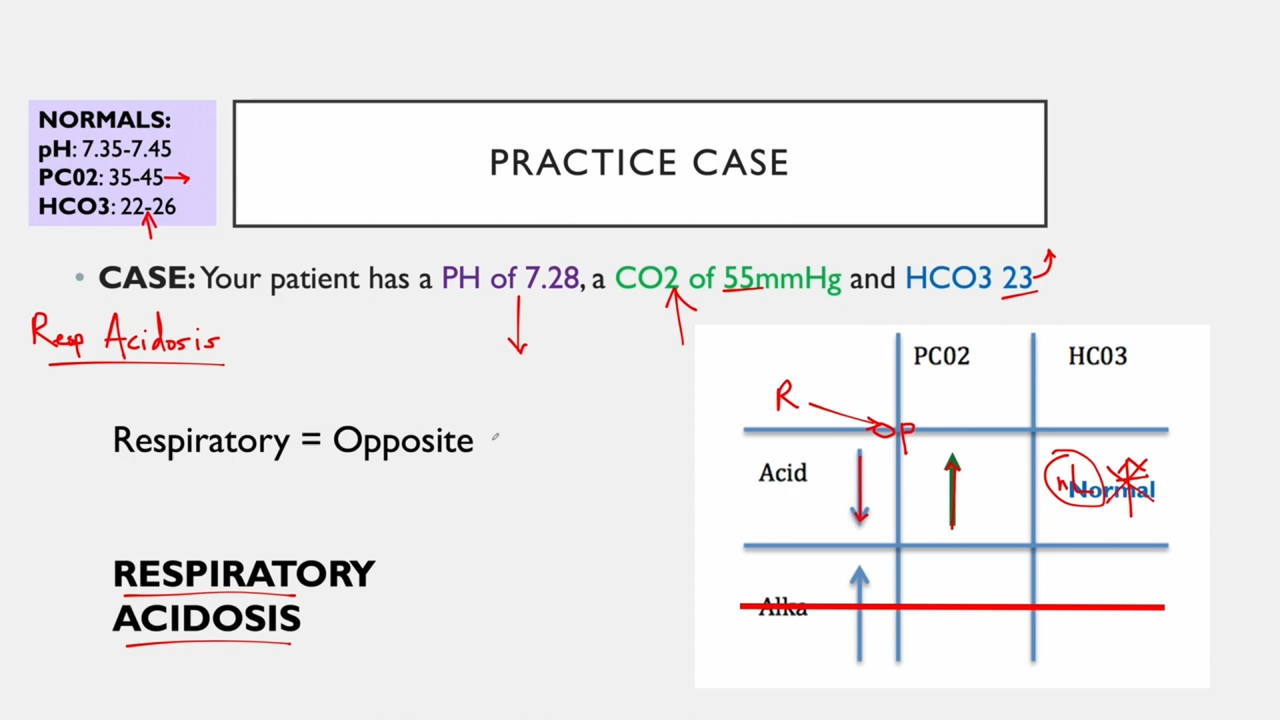 NORMALS:
pH: 7.35-7.45
PC02: 35-45
HCO3: 22-26
PRACTICE CASE
• CASE: Your patient has a PH of 7.28, a CO2 of 55mmHg and HCO3 23
Resp Acidosis
Respiratory = Opposite
RESPIRATORY
ACIDOSIS
PC02 HC03
R
OP
Acid nL Normal
Alka